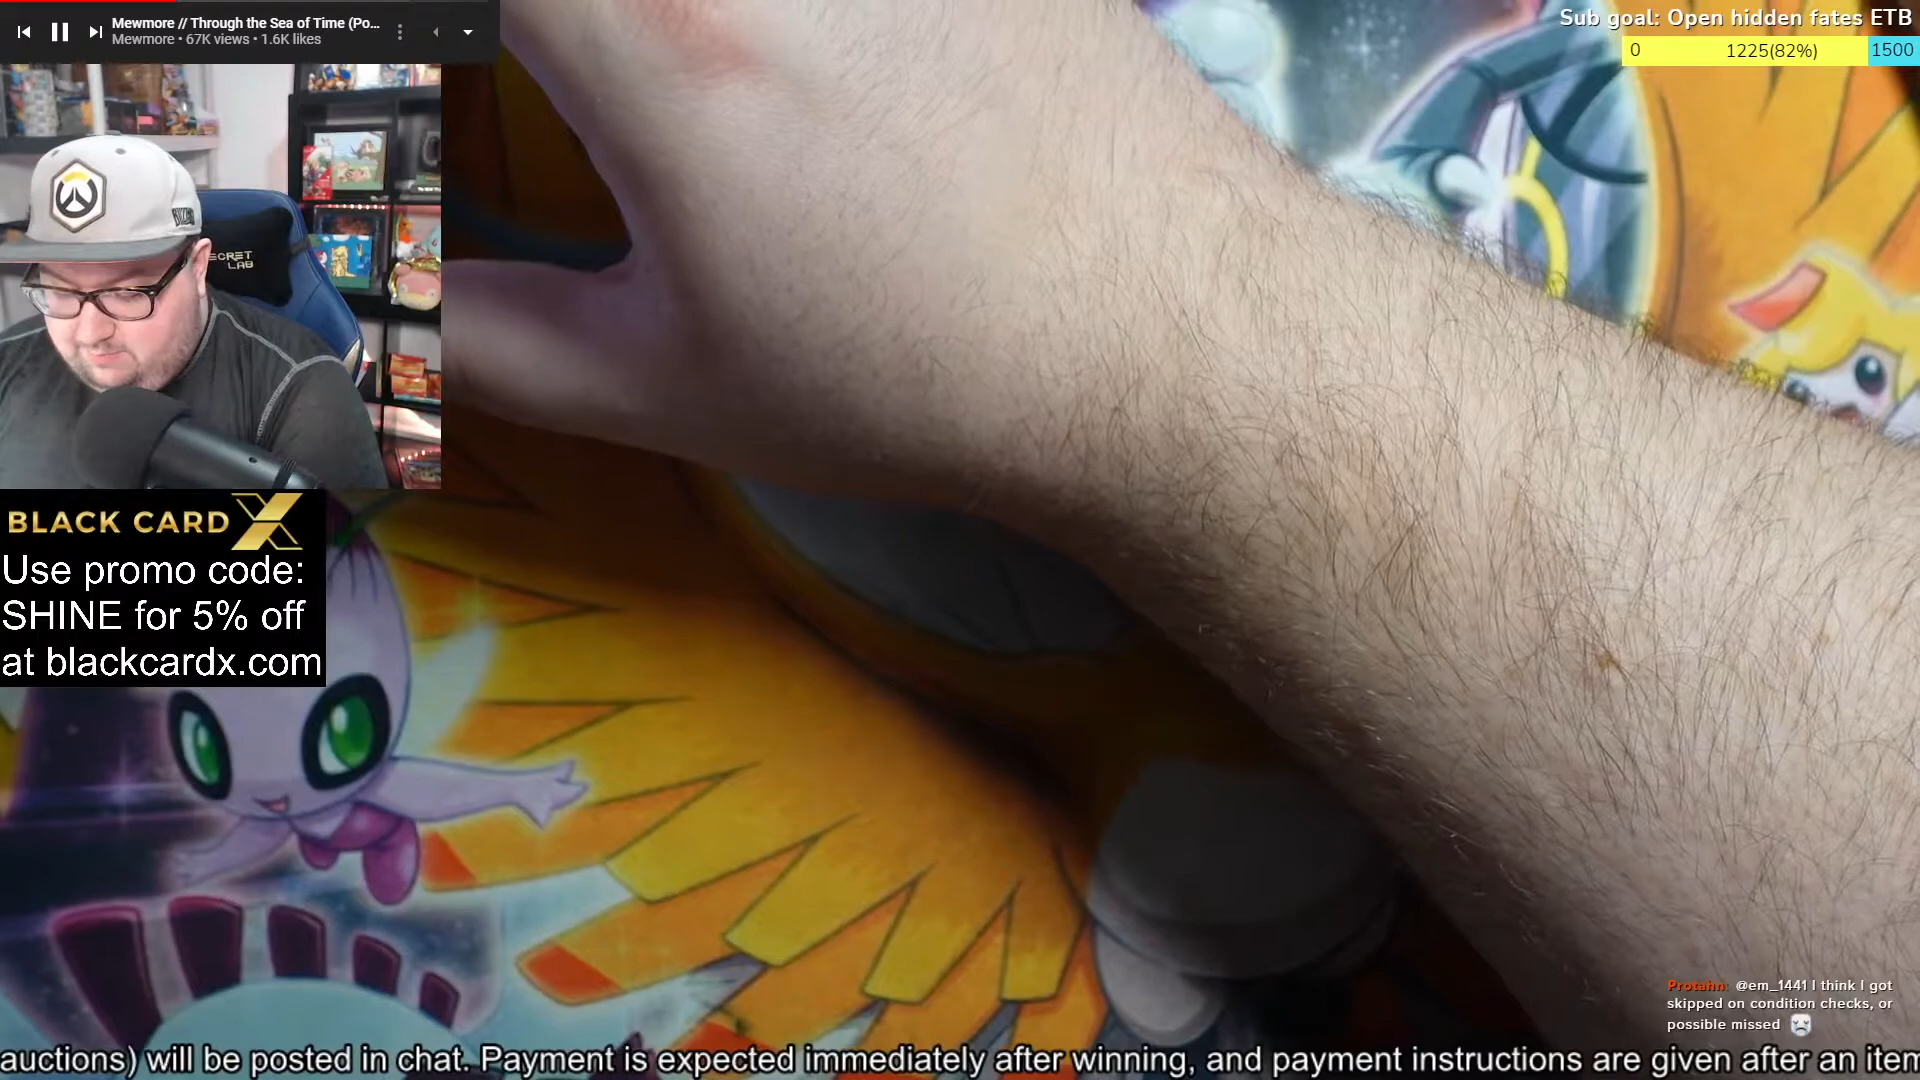 Mewmore // Through the Sea of Time (Po...
Mewmore • 67K views • 1.6K likes
Sub goal: Open hidden fates ETB
0 1225(82%) 1500
SECRET
LAB
BLACK CARD X
Use promo code:
SHINE for 5% off
at blackcardx.com
Protahn: @em_1441 I think I got
skipped on condition checks, or
possible missed
auctions) will be posted in chat. Payment is expected immediately after winning, and payment instructions are given after an item